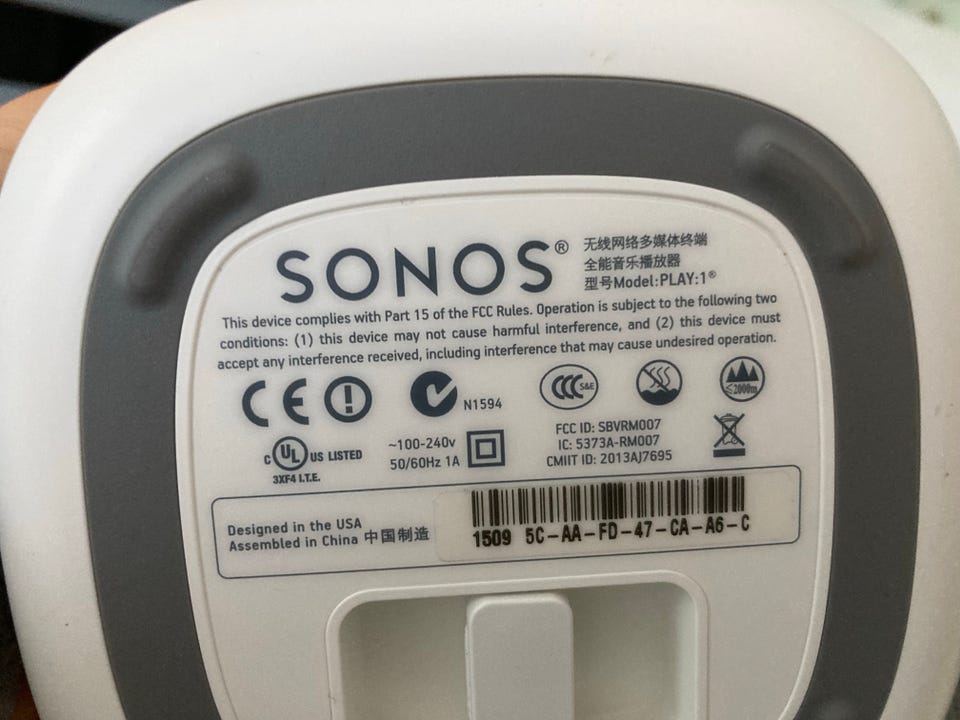 SONOS®
无线网络多媒体终端
全能音乐播放器
型号Model:PLAY:1®
This device complies with Part 15 of the FCC Rules. Operation is subject to the following two
conditions: (1) this device may not cause harmful interference, and (2) this device must
accept any interference received, including interference that may cause undesired operation.
CE
N1594
CCC S&E
≤2000m
C UL US LISTED
3XF4 I.T.E.
~100-240v
50/60Hz 1A
FCC ID: SBVRM007
IC: 5373A-RM007
CMIIT ID: 2013AJ7695
Designed in the USA
Assembled in China 中国制造
1509 5C-AA-FD-47-CA-A6-C